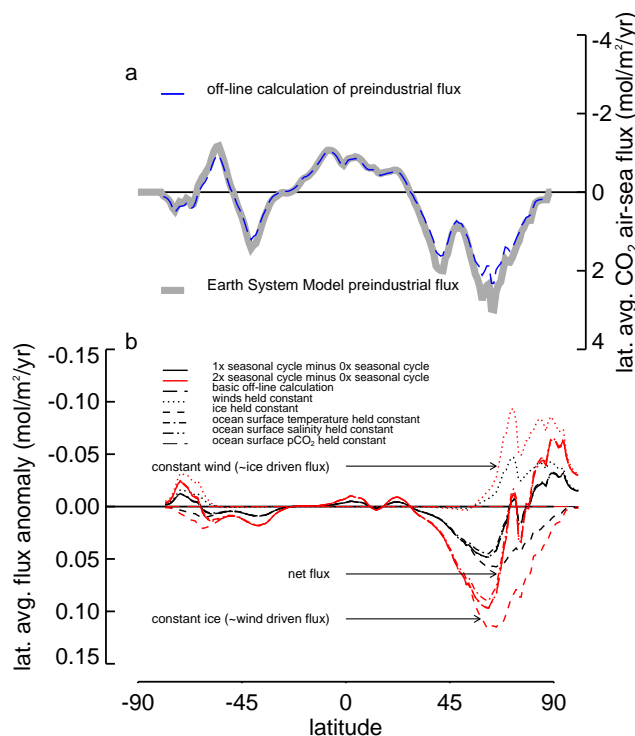 a
off-line calculation of preindustrial flux
Earth System Model preindustrial flux
-4
-2
0
2
4
lat. avg. CO2 air-sea flux (mol/m2/yr)
b
-0.15
-0.10
-0.05
0.00
0.05
0.10
0.15
lat. avg. flux anomaly (mol/m2/yr)
1x seasonal cycle minus 0x seasonal cycle
2x seasonal cycle minus 0x seasonal cycle
basic off-line calculation
winds held constant
ice held constant
ocean surface temperature held constant
ocean surface salinity held constant
ocean surface pCO2 held constant
constant wind (~ice driven flux)
net flux
constant ice (~wind driven flux)
-90 -45 0 45 90
latitude